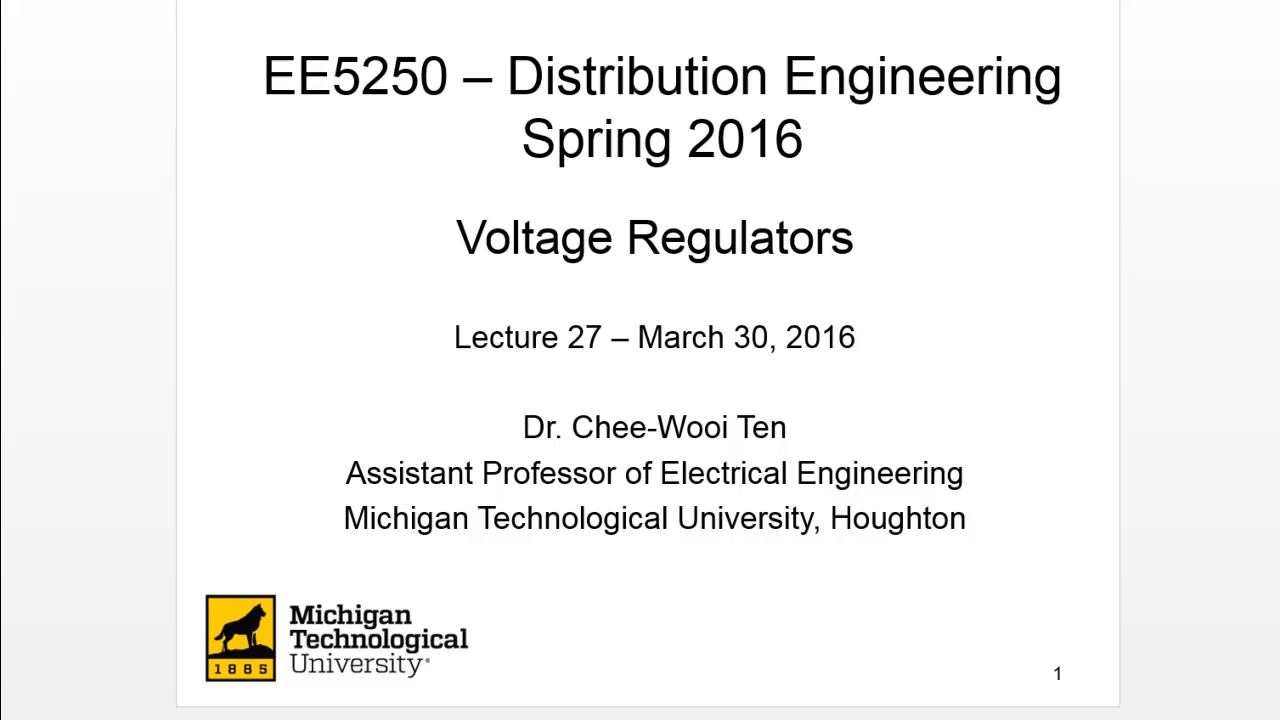 EE5250 – Distribution Engineering
Spring 2016
Voltage Regulators
Lecture 27 – March 30, 2016
Dr. Chee-Wooi Ten
Assistant Professor of Electrical Engineering
Michigan Technological University, Houghton
Michigan
Technological
University
1885
1